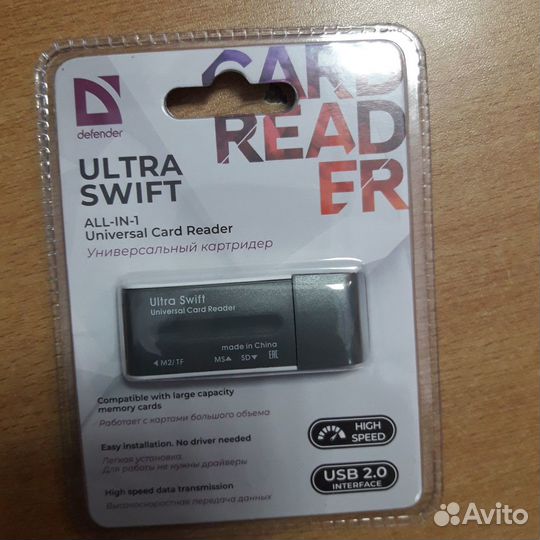 CARD
READ
ER
defender
ULTRA
SWIFT
ALL-IN-1
Universal Card Reader
Универсальный картридер
Ultra Swift
Universal Card Reader
made in China
◀ M2/TF MS▲ SD▼ EAC
Compatible with large capacity
memory cards
Работает с картами большого объема
Easy installation. No driver needed
Легкая установка
Для работы не нужны драйверы
High speed data transmission
Высокоскоростная передача данных
HIGH
SPEED
USB 2.0
INTERFACE
Avito